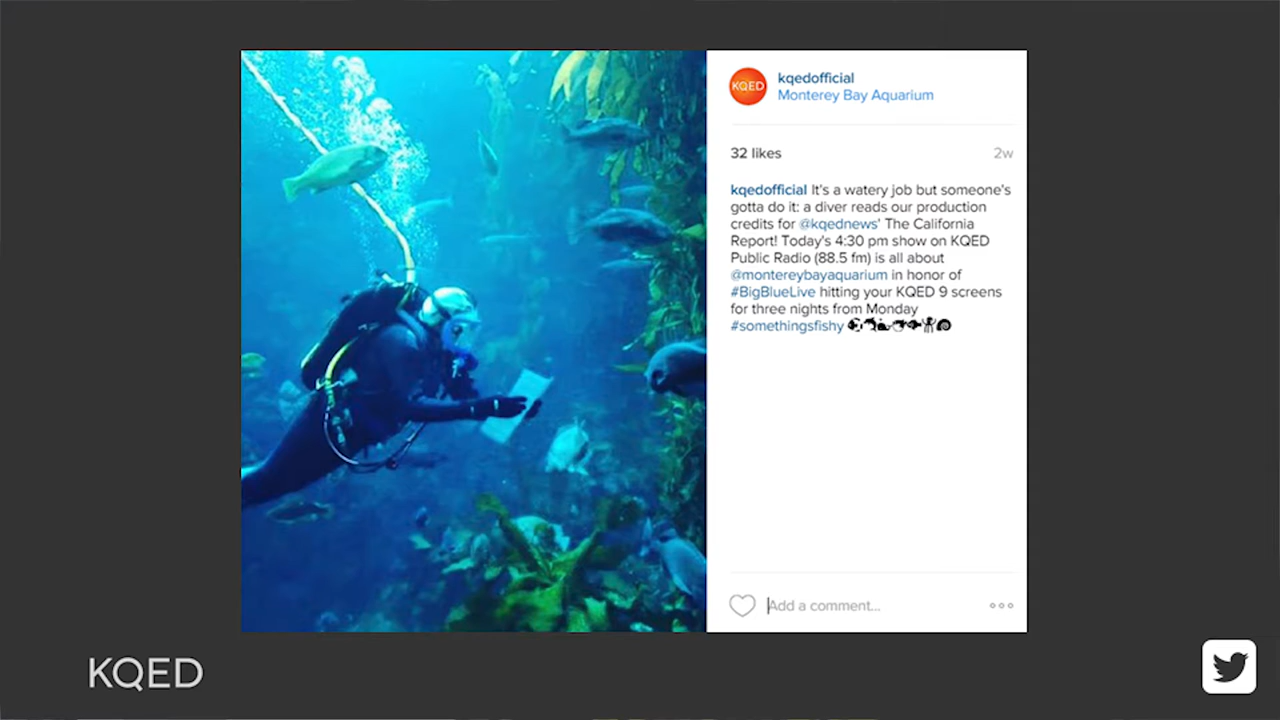 KQED
kqedofficial
Monterey Bay Aquarium
32 likes
2w
kqedofficial It's a watery job but someone's
gotta do it: a diver reads our production
credits for @kqednews' The California
Report! Today's 4:30 pm show on KQED
Public Radio (88.5 fm) is all about
@montereybayaquarium in honor of
#BigBlueLive hitting your KQED 9 screens
for three nights from Monday
#somethingsfishy
Add a comment...
KQED